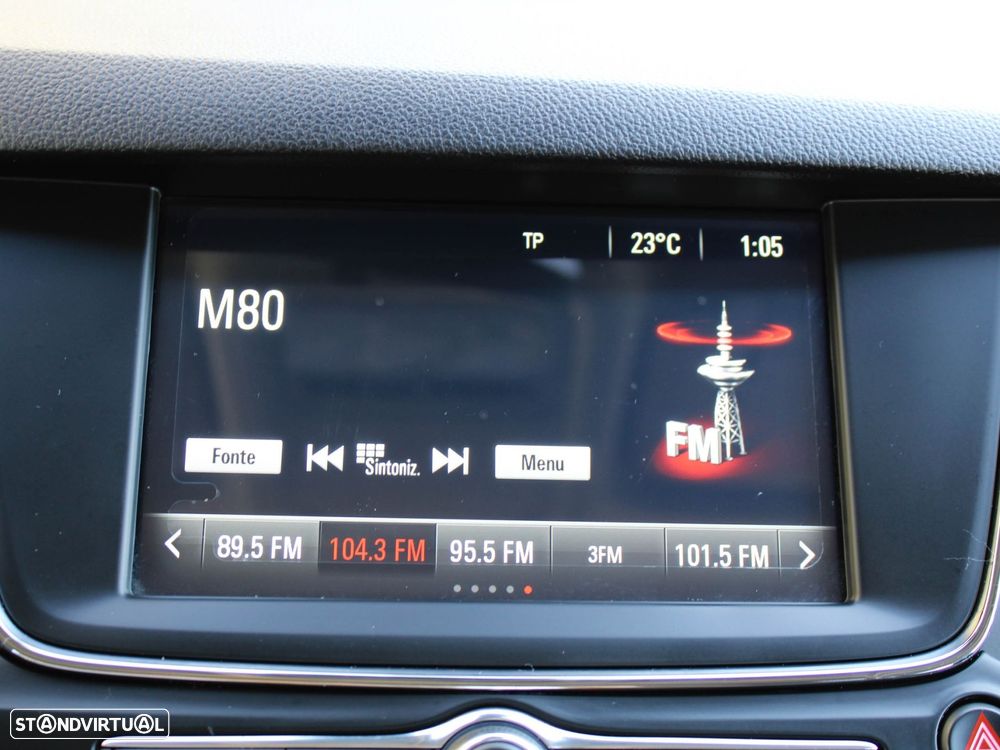 TP 23°C 1:05
M80
FM
Fonte Sintoniz. Menu
89.5 FM 104.3 FM 95.5 FM 3FM 101.5 FM
STANDVIRTUAL